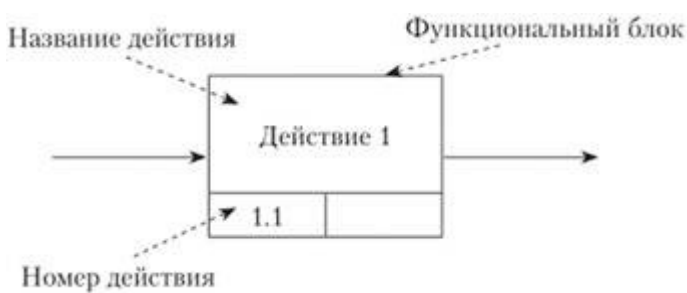 Название действия
Функциональный блок
Действие 1
1.1
Номер действия